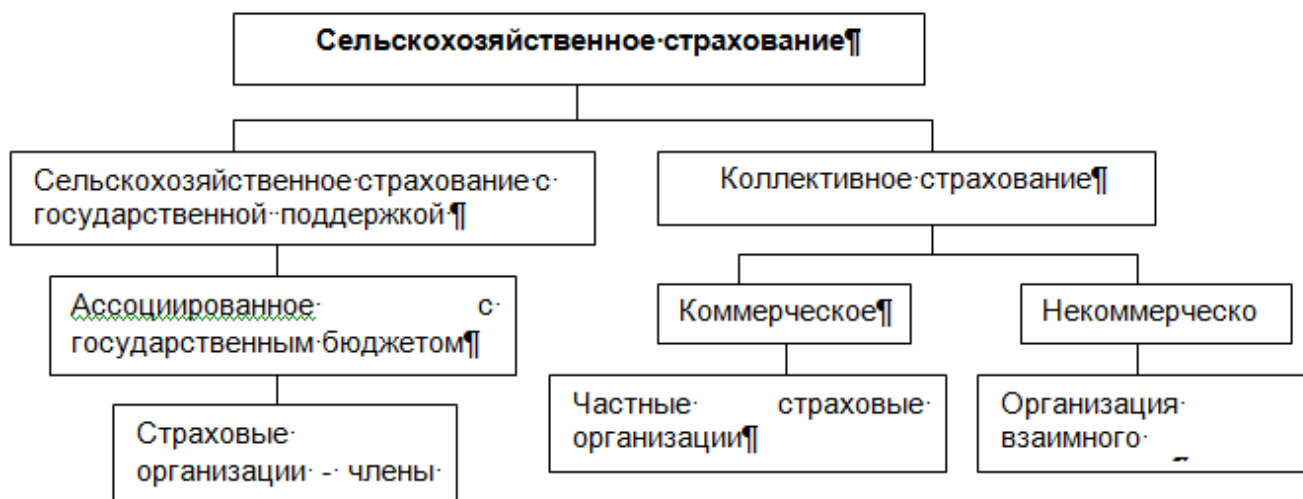 Сельскохозяйственное·страхование¶
Сельскохозяйственное·страхование·с·
государственной··поддержкой·¶
Коллективное·страхование¶
Ассоциированное· с·
государственным·бюджетом¶
Коммерческое¶
Некоммерческо
Страховые·
организации· -· члены·
Частные· страховые·
организации¶
Организация·
взаимного·